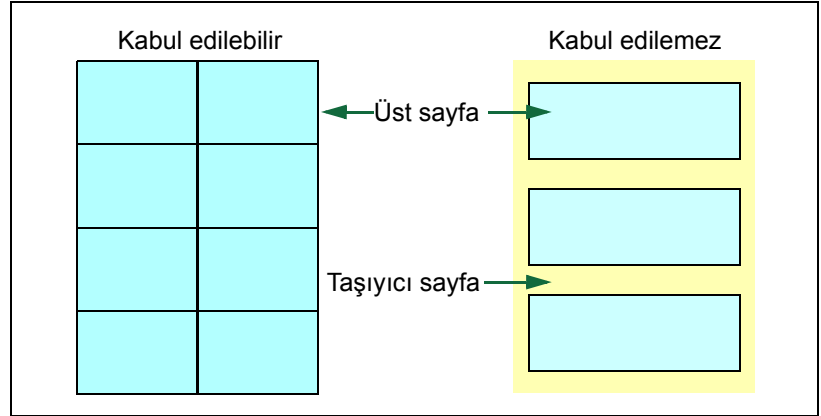 Kabul edilebilir
Kabul edilemez
Üst sayfa
Taşıyıcı sayfa